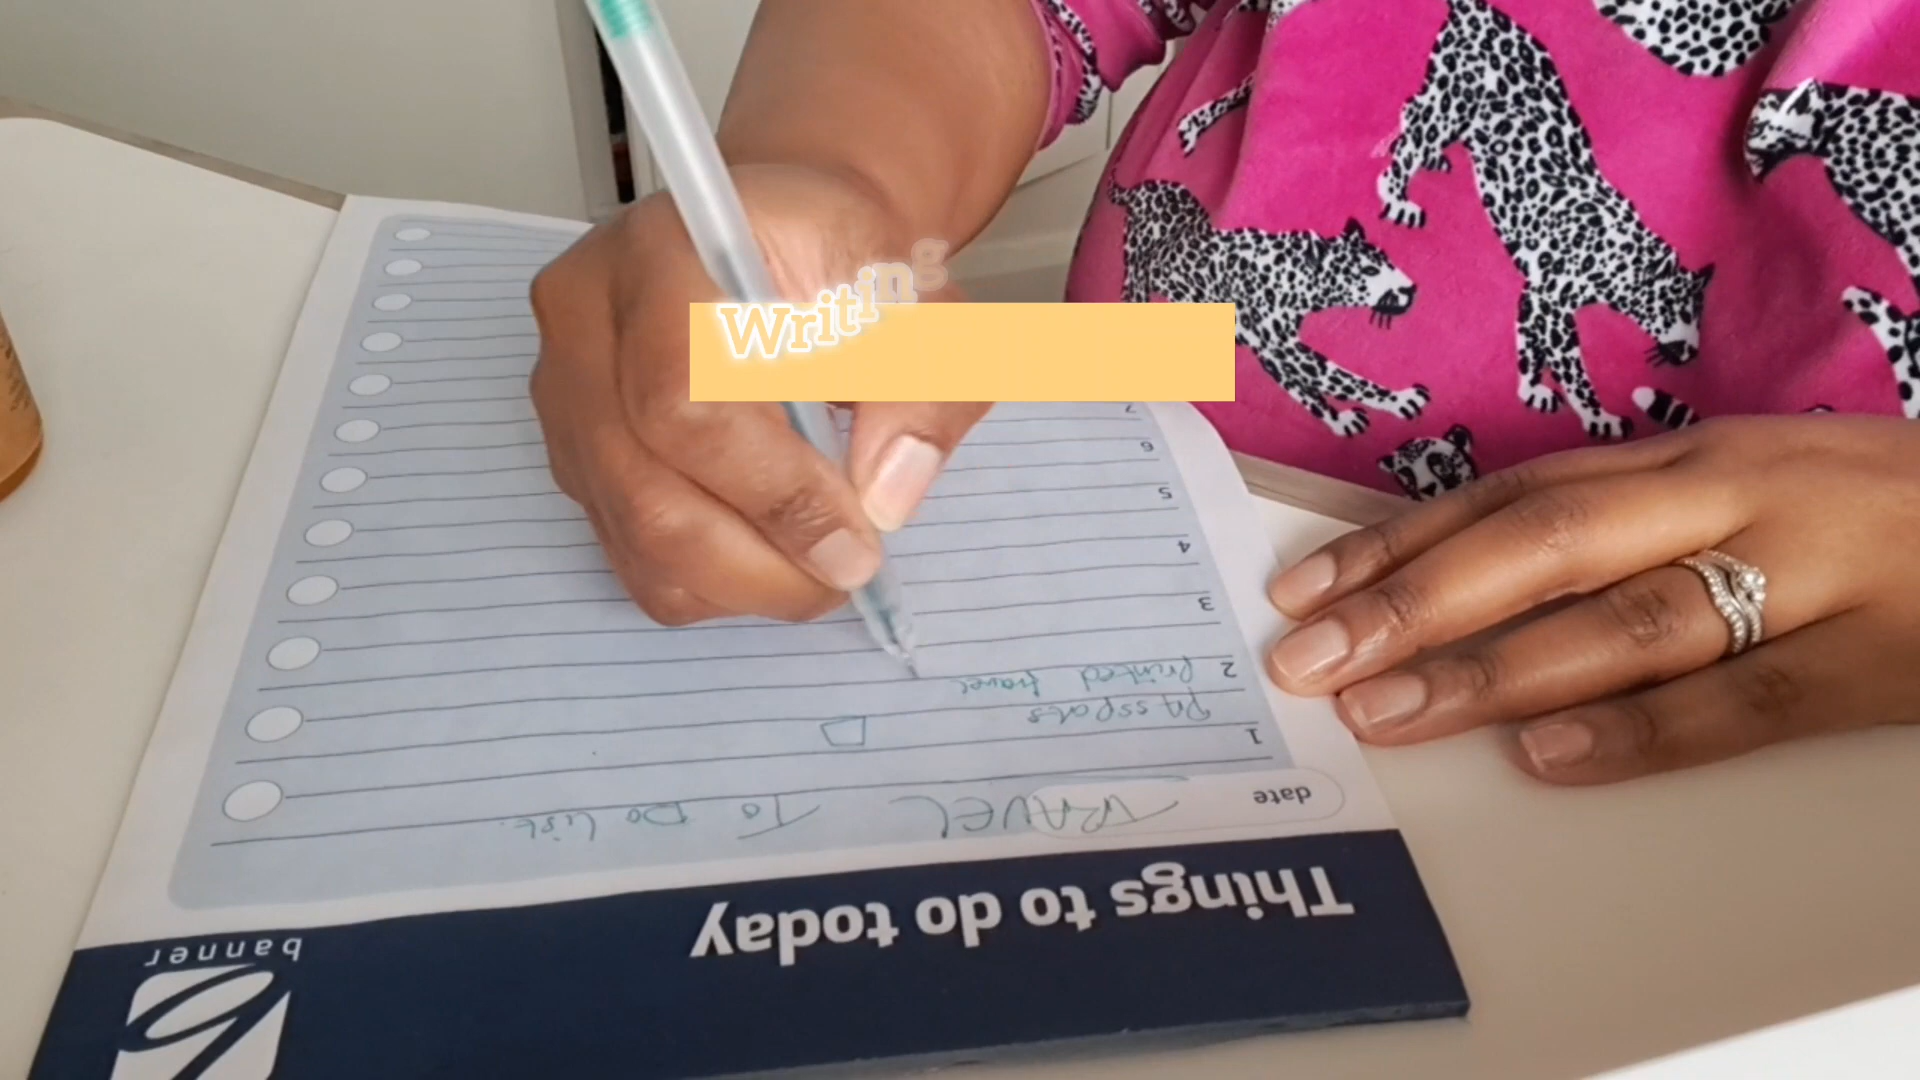 Writing
banner
Things to do today
date
TRAVEL To Do List.
1
PASSPORTS
2
printed travel
3
4
5
6
7